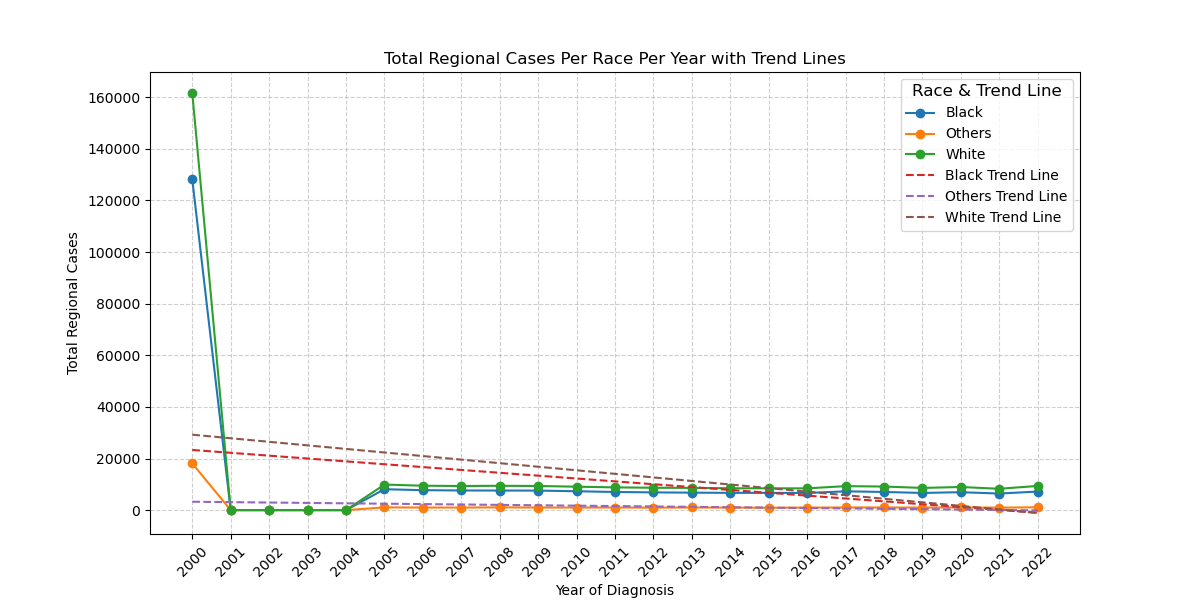 Total Regional Cases Per Race Per Year with Trend Lines
Race & Trend Line
Black
Others
White
Black Trend Line
Others Trend Line
White Trend Line
Total Regional Cases
160000
140000
120000
100000
80000
60000
40000
20000
0
2000 2001 2002 2003 2004 2005 2006 2007 2008 2009 2010 2011 2012 2013 2014 2015 2016 2017 2018 2019 2020 2021 2022
Year of Diagnosis